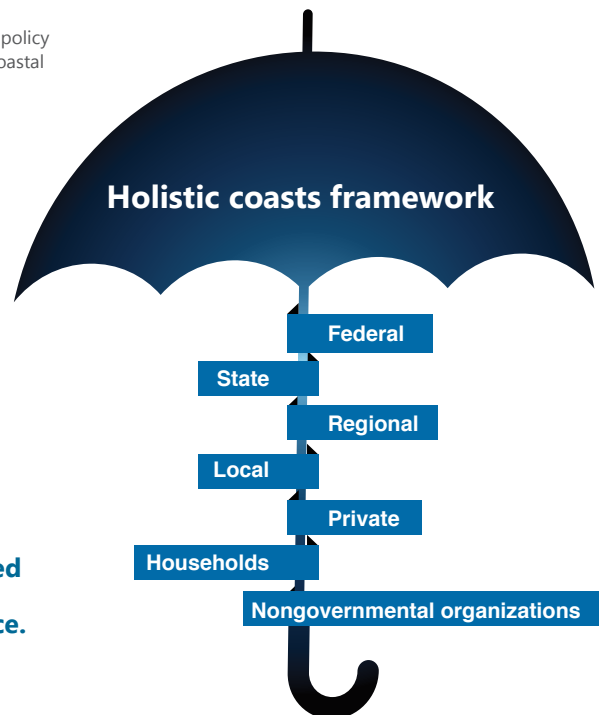 policy
oastal
Holistic coasts framework
Federal
State
Regional
Local
Private
Households
ed
Nongovernmental organizations
ce.